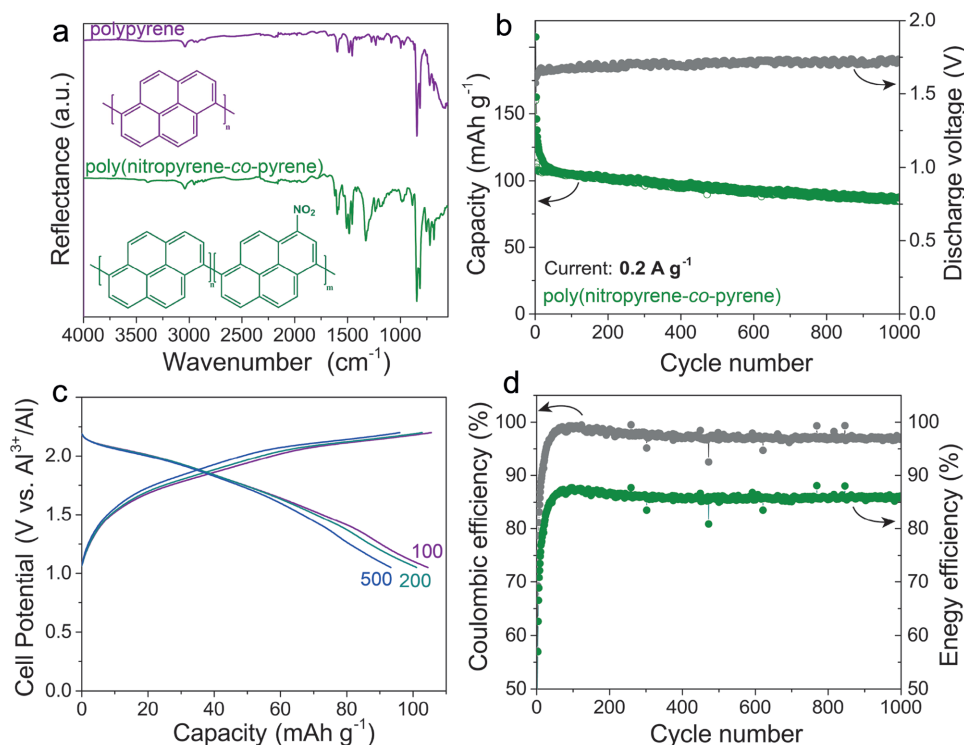 a
polypyrene
n
poly(nitropyrene-co-pyrene)
NO₂
n
m
Reflectance (a.u.)
4000 3500 3000 2500 2000 1500 1000
Wavenumber (cm⁻¹)
b
Capacity (mAh g⁻¹)
150
100
50
0
2.0
1.5
1.0
0.5
0.0
Discharge voltage (V)
Current: 0.2 A g⁻¹
poly(nitropyrene-co-pyrene)
0 200 400 600 800 1000
Cycle number
c
Cell Potential (V vs. Al³⁺/Al)
2.0
1.5
1.0
0.5
0.0
100
500 200
0 20 40 60 80 100
Capacity (mAh g⁻¹)
d
Coulombic efficiency (%)
100
95
90
85
80
75
70
65
60
55
50
100
90
80
70
60
50
Enegy efficiency (%)
0 200 400 600 800 1000
Cycle number